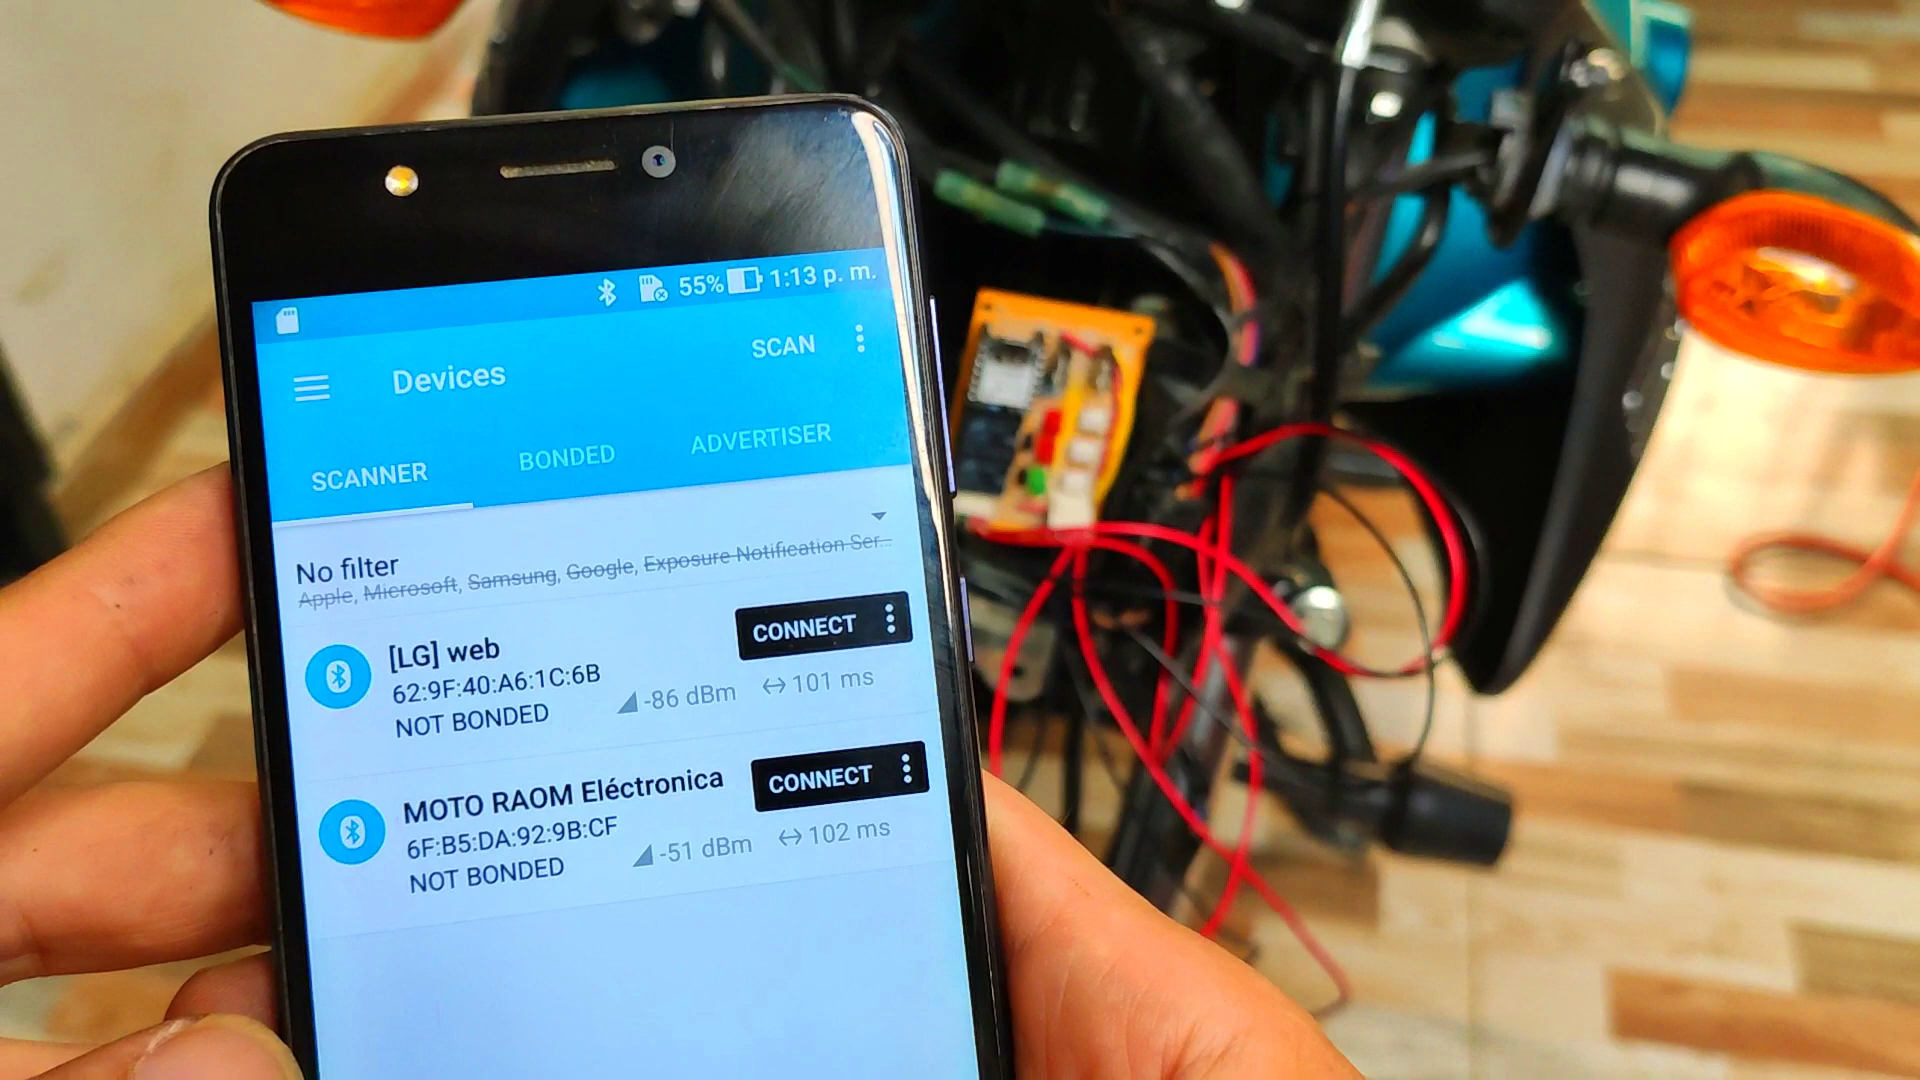 55% 1:13 p. m.
Devices
SCAN
SCANNER
BONDED
ADVERTISER
No filter
Apple, Microsoft, Samsung, Google, Exposure Notification Ser...
[LG] web
CONNECT
62:9F:40:A6:1C:6B
NOT BONDED
-86 dBm
101 ms
MOTO RAOM Eléctronica
CONNECT
6F:B5:DA:92:9B:CF
NOT BONDED
-51 dBm
102 ms